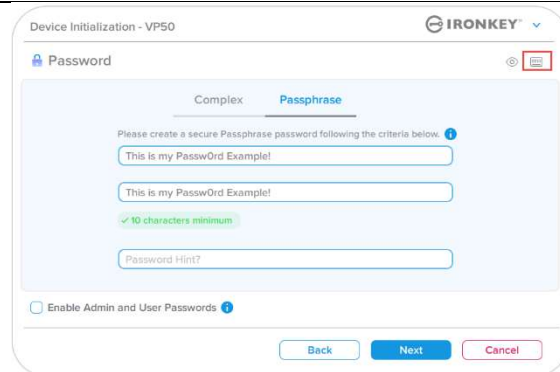 Device Initialization - VP50
IRONKEY™
Password
Complex Passphrase
Please create a secure Passphrase password following the criteria below.
This is my Passw0rd Example!
This is my Passw0rd Example!
✓ 10 characters minimum
Password Hint?
Enable Admin and User Passwords
Back Next Cancel